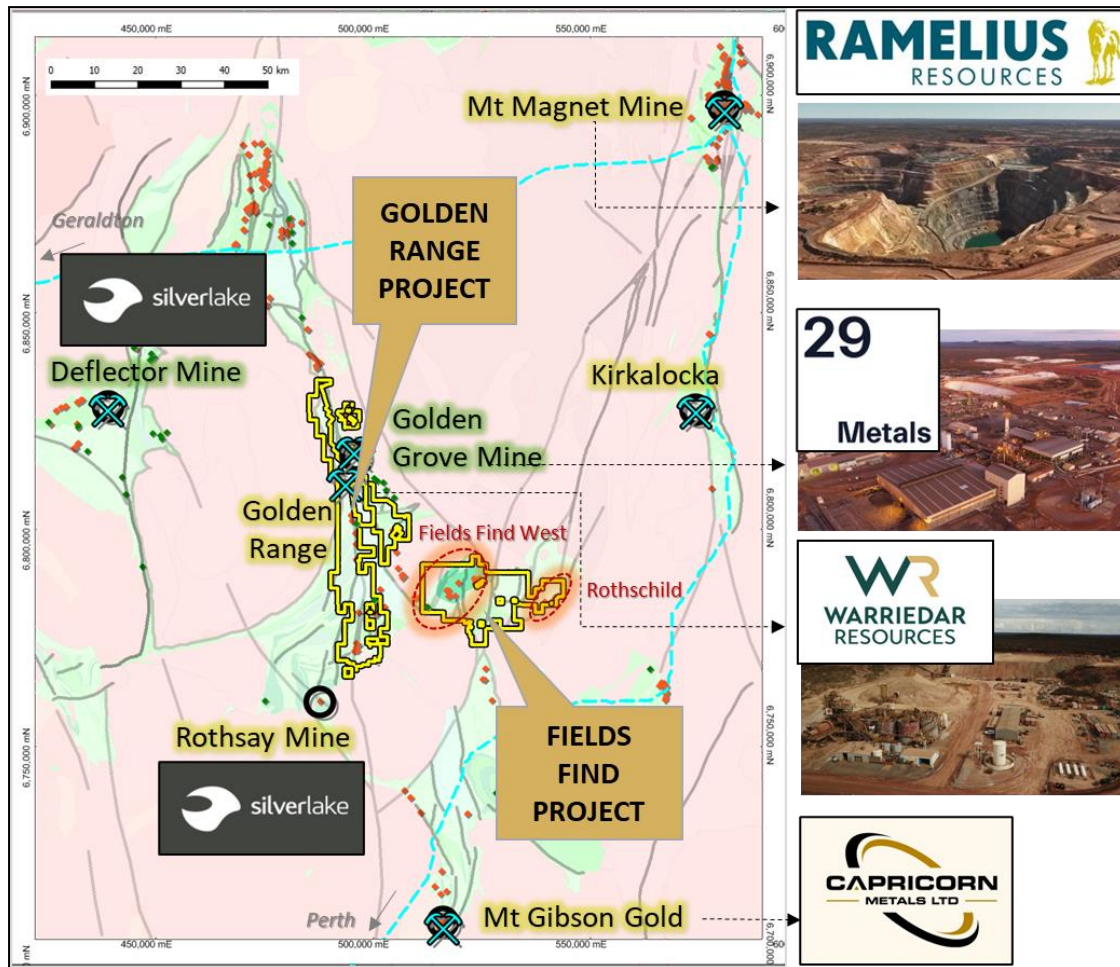 450,000 mE
500,000 mE
550,000 mE
0 10 20 30 40 50 km
6,900,000 mN
6,900,000 mN
RAMELIUS
RESOURCES
Mt Magnet Mine
Geraldton
GOLDEN
RANGE
PROJECT
silverlake
6,850,000 mN
6,850,000 mN
Deflector Mine
Kirkalocka
29
Metals
Golden
Grove Mine
Golden
Range
6,800,000 mN
6,800,000 mN
Fields Find West
Rothschild
WR
WARRIEDAR
RESOURCES
Rothsay Mine
silverlake
FIELDS
FIND
PROJECT
6,750,000 mN
6,750,000 mN
CAPRICORN
METALS LTD
Perth
Mt Gibson Gold
6,700,000 mN
450,000 mE
500,000 mE
550,000 mE